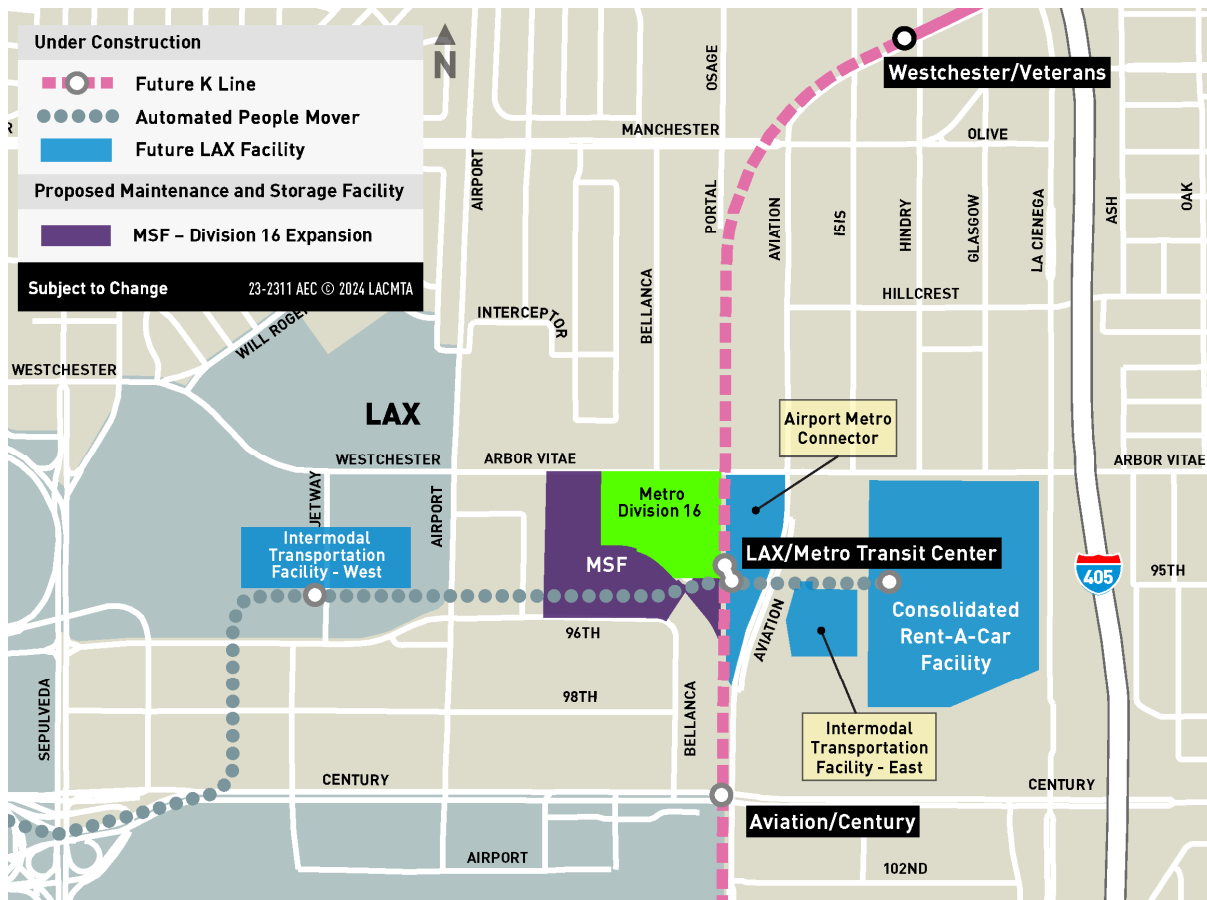 Under Construction
Future K Line
Automated People Mover
Future LAX Facility
Proposed Maintenance and Storage Facility
MSF – Division 16 Expansion
Subject to Change
23-2311 AEC © 2024 LACMTA
N
R
OSAGE
Westchester/Veterans
MANCHESTER
OLIVE
AIRPORT
PORTAL
AVIATION
ISIS
HINDRY
GLASGOW
LA CIENEGA
ASH
OAK
BELLANCA
HILLCREST
INTERCEPTOR
WILL
WESTCHESTER
LAX
Airport Metro
Connector
WESTCHESTER
ARBOR VITAE
ARBOR VITAE
JETWAY
AIRPORT
Metro
Division 16
Intermodal
Transportation
Facility - West
MSF
LAX/Metro Transit Center
405
95TH
Consolidated
Rent-A-Car
Facility
96TH
AVIATION
98TH
BELLANCA
SEPULVEDA
Intermodal
Transportation
Facility - East
CENTURY
CENTURY
Aviation/Century
AIRPORT
102ND